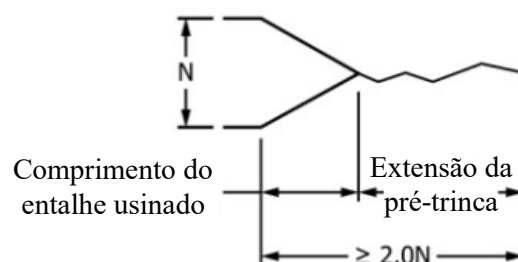 N
Comprimento do
entalhe usinado
Extensão da
pré-trinca
≥ 2.0N